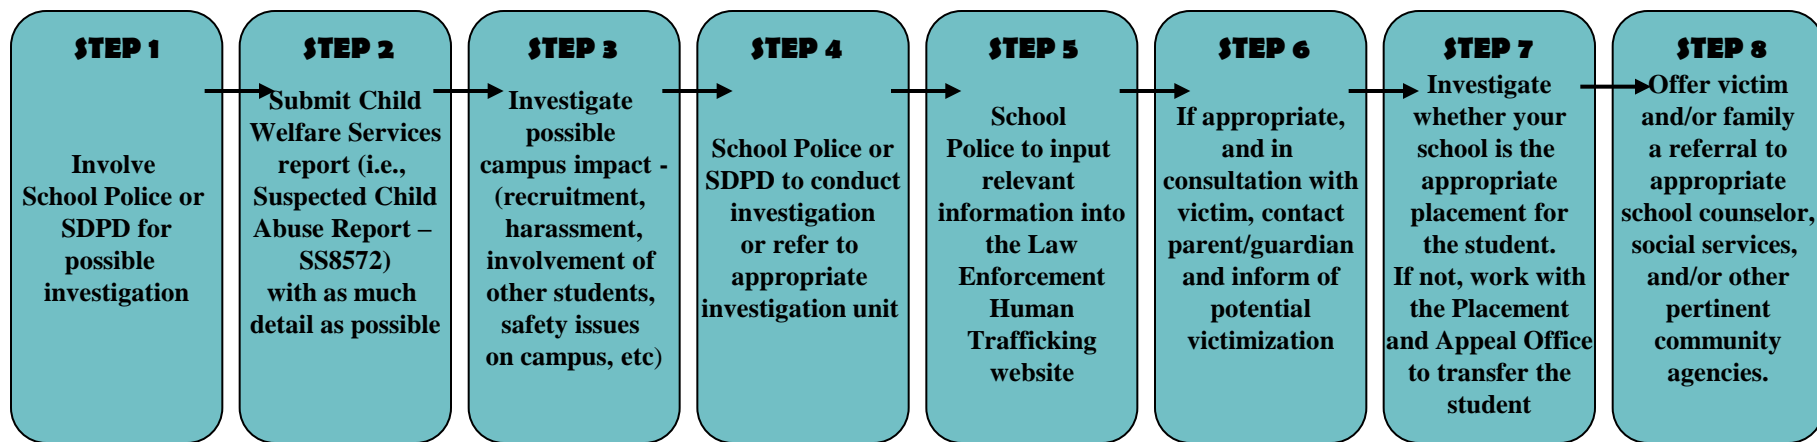 STEP 1
Involve
School Police or
SDPD for
possible
investigation
STEP 2
Submit Child
Welfare Services
report (i.e.,
Suspected Child
Abuse Report –
SS8572)
with as much
detail as possible
STEP 3
Investigate
possible
campus impact -
(recruitment,
harassment,
involvement of
other students,
safety issues
on campus, etc)
STEP 4
School Police or
SDPD to conduct
investigation
or refer to
appropriate
investigation unit
STEP 5
School
Police to input
relevant
information into
the Law
Enforcement
Human
Trafficking
website
STEP 6
If appropriate,
and in
consultation with
victim, contact
parent/guardian
and inform of
potential
victimization
STEP 7
Investigate
whether your
school is the
appropriate
placement for
the student.
If not, work with
the Placement
and Appeal Office
to transfer the
student
STEP 8
Offer victim
and/or family
a referral to
appropriate
school counselor,
social services,
and/or other
pertinent
community
agencies.